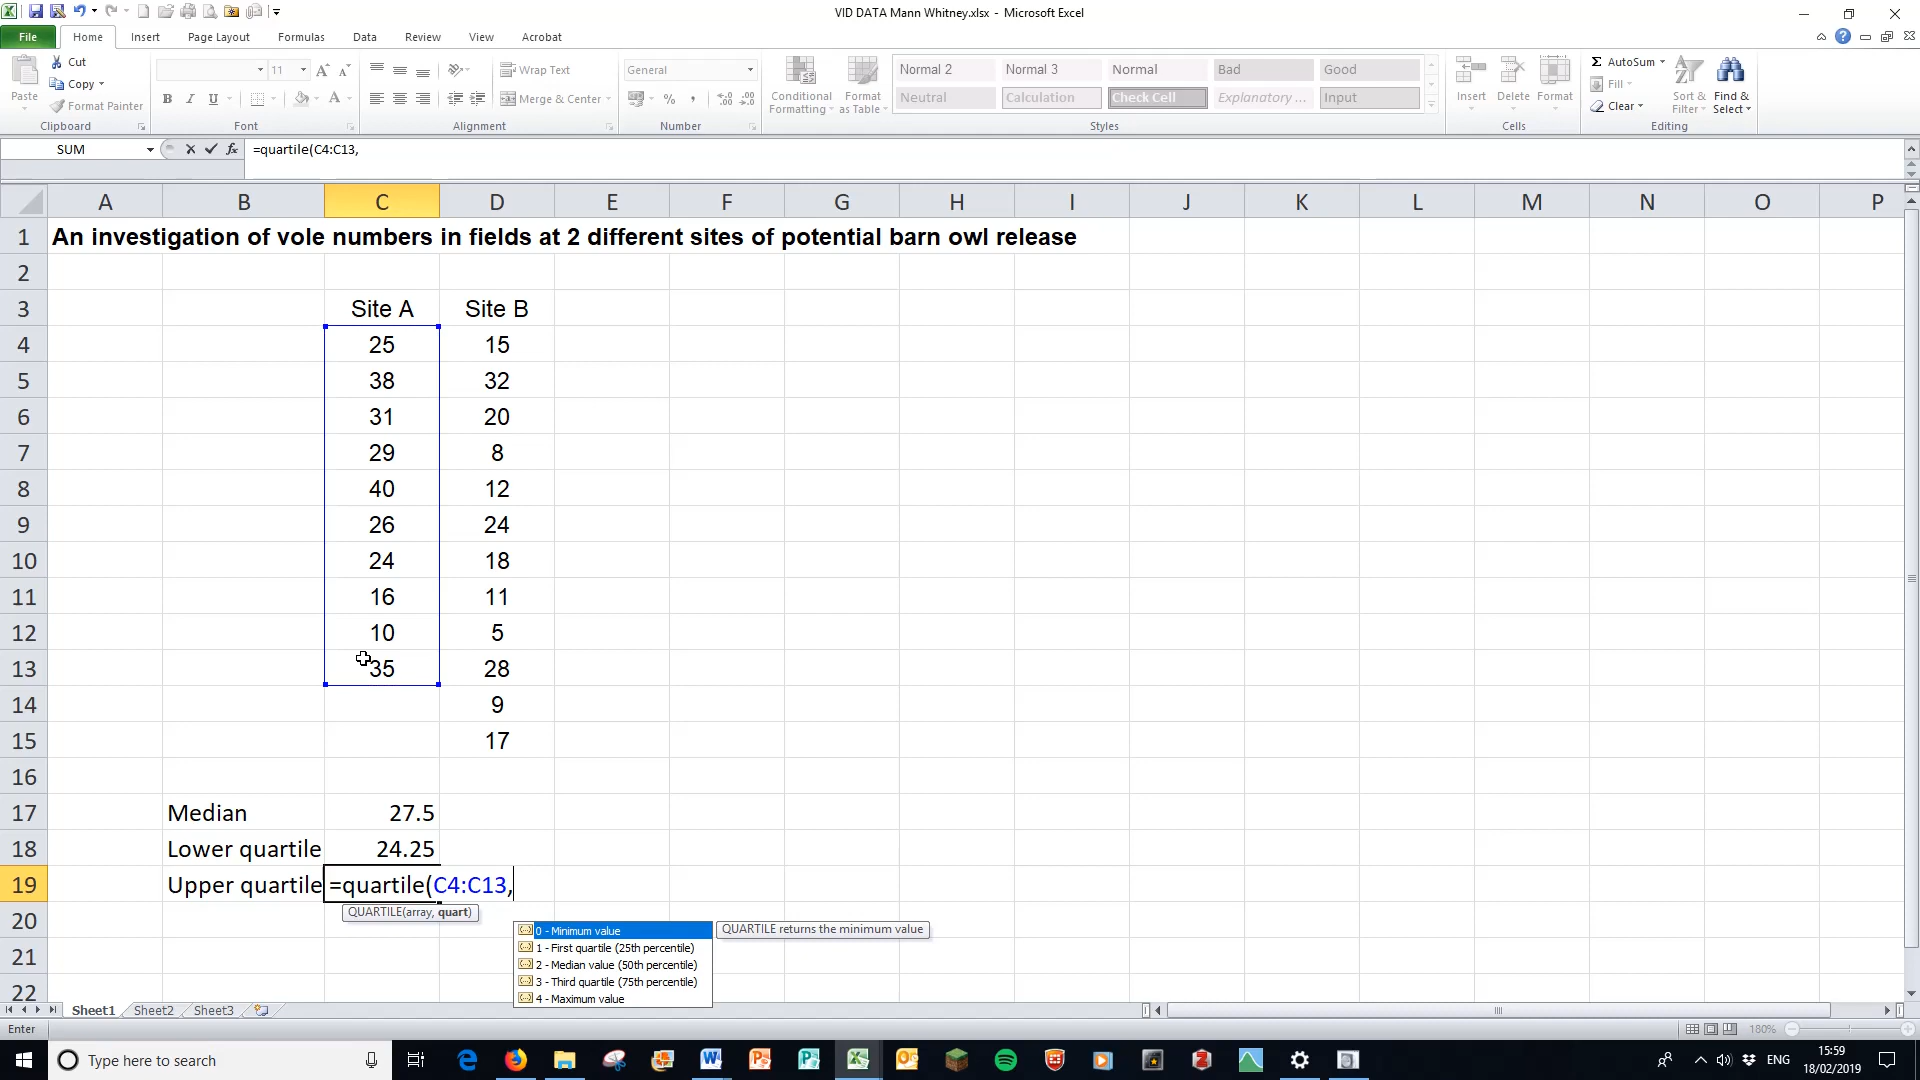 VID DATA Mann Whitney.xlsx - Microsoft Excel
File Home Insert Page Layout Formulas Data Review View Acrobat
Paste
Cut
Copy
Format Painter
Clipboard
11 A A
B I U A
Font
Wrap Text
Merge & Center
Alignment
General
% ,
Number
Conditional Formatting
Format as Table
Normal 2 Normal 3 Normal Bad Good
Neutral Calculation Check Cell Explanatory ... Input
Styles
Insert Delete Format
Cells
Σ AutoSum
Fill
Clear
Sort & Filter
Find & Select
Editing
SUM fx =quartile(C4:C13,
A B C D E F G H I J K L M N O P
1 An investigation of vole numbers in fields at 2 different sites of potential barn owl release
2
3 Site A Site B
4 25 15
5 38 32
6 31 20
7 29 8
8 40 12
9 26 24
10 24 18
11 16 11
12 10 5
13 35 28
14 9
15 17
16
17 Median 27.5
18 Lower quartile 24.25
19 Upper quartile =quartile(C4:C13,
QUARTILE(array, quart)
20
0 - Minimum value QUARTILE returns the minimum value
1 - First quartile (25th percentile)
21 2 - Median value (50th percentile)
3 - Third quartile (75th percentile)
22 4 - Maximum value
Sheet1 Sheet2 Sheet3
Enter 180%
Type here to search
ENG
15:59
18/02/2019